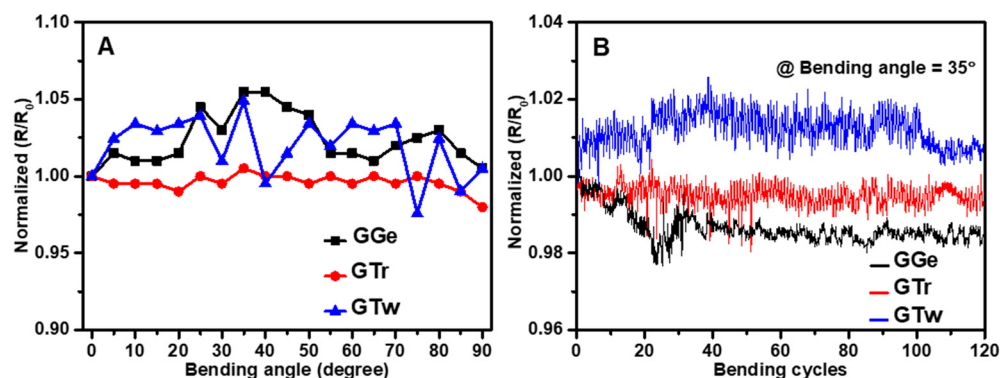 A
Normalized (R/R0)
1.10
1.05
1.00
0.95
0.90
GGe
GTr
GTw
0 10 20 30 40 50 60 70 80 90
Bending angle (degree)
B
@ Bending angle = 35°
Normalized (R/R0)
1.04
1.02
1.00
0.98
0.96
GGe
GTr
GTw
0 20 40 60 80 100 120
Bending cycles